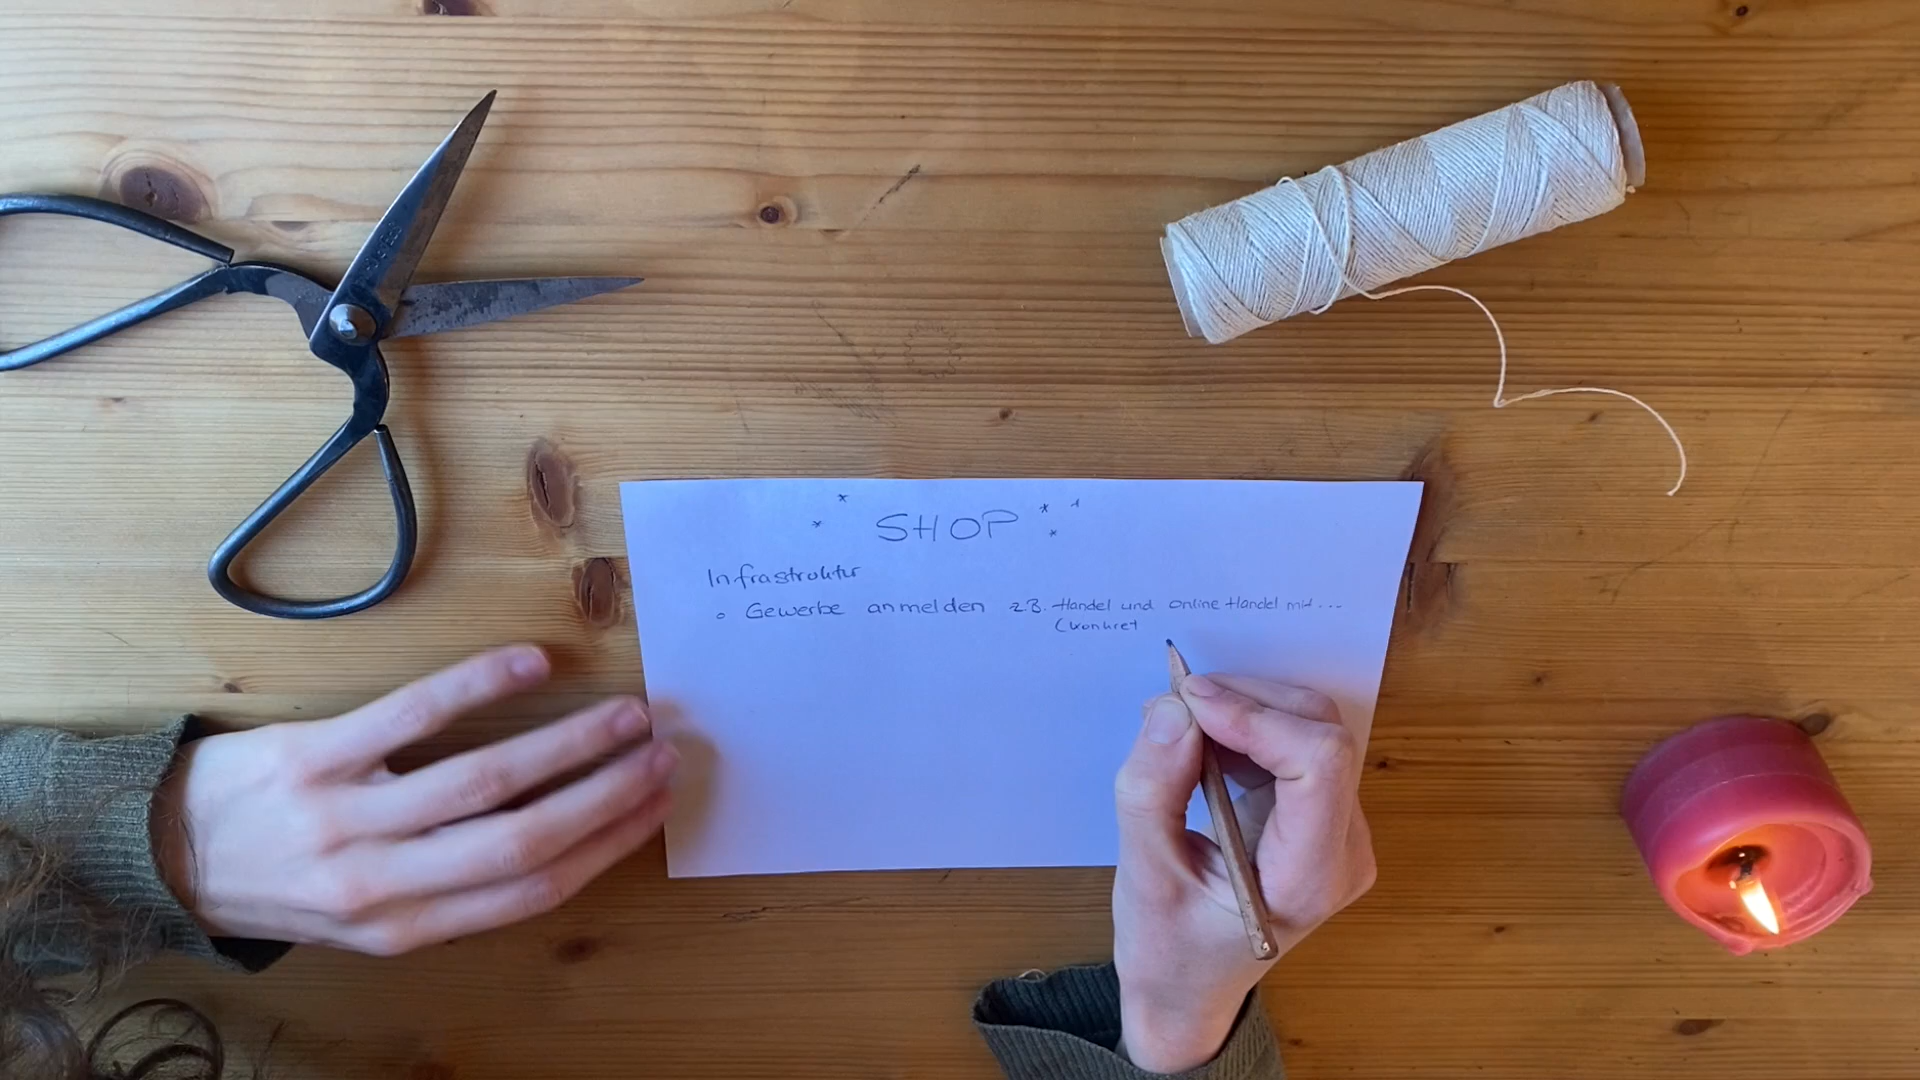 SHOP
Infrastruktur
Gewerbe anmelden z.B. Handel und Online Handel mit...
(konkret